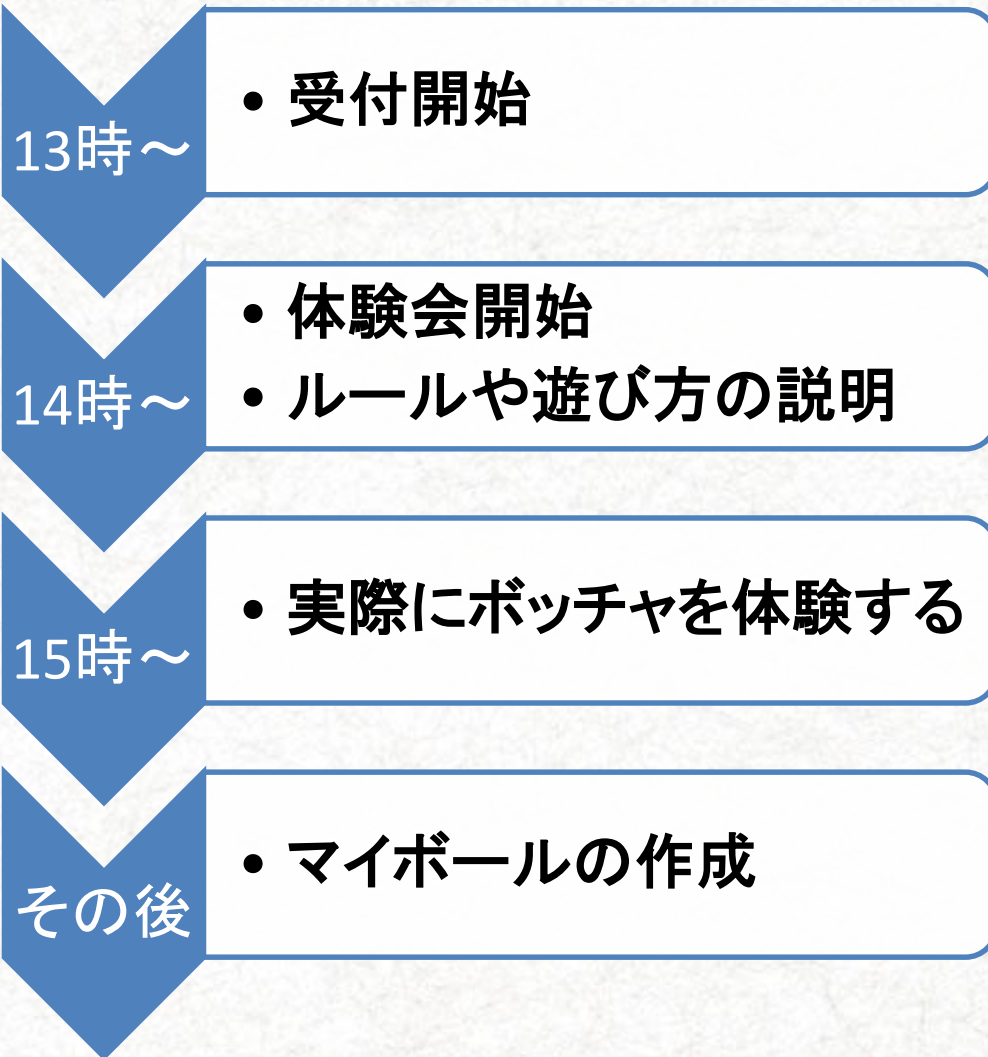 13時～
• 受付開始
14時～
• 体験会開始
• ルールや遊び方の説明
15時～
• 実際にボッチャを体験する
その後
• マイボールの作成